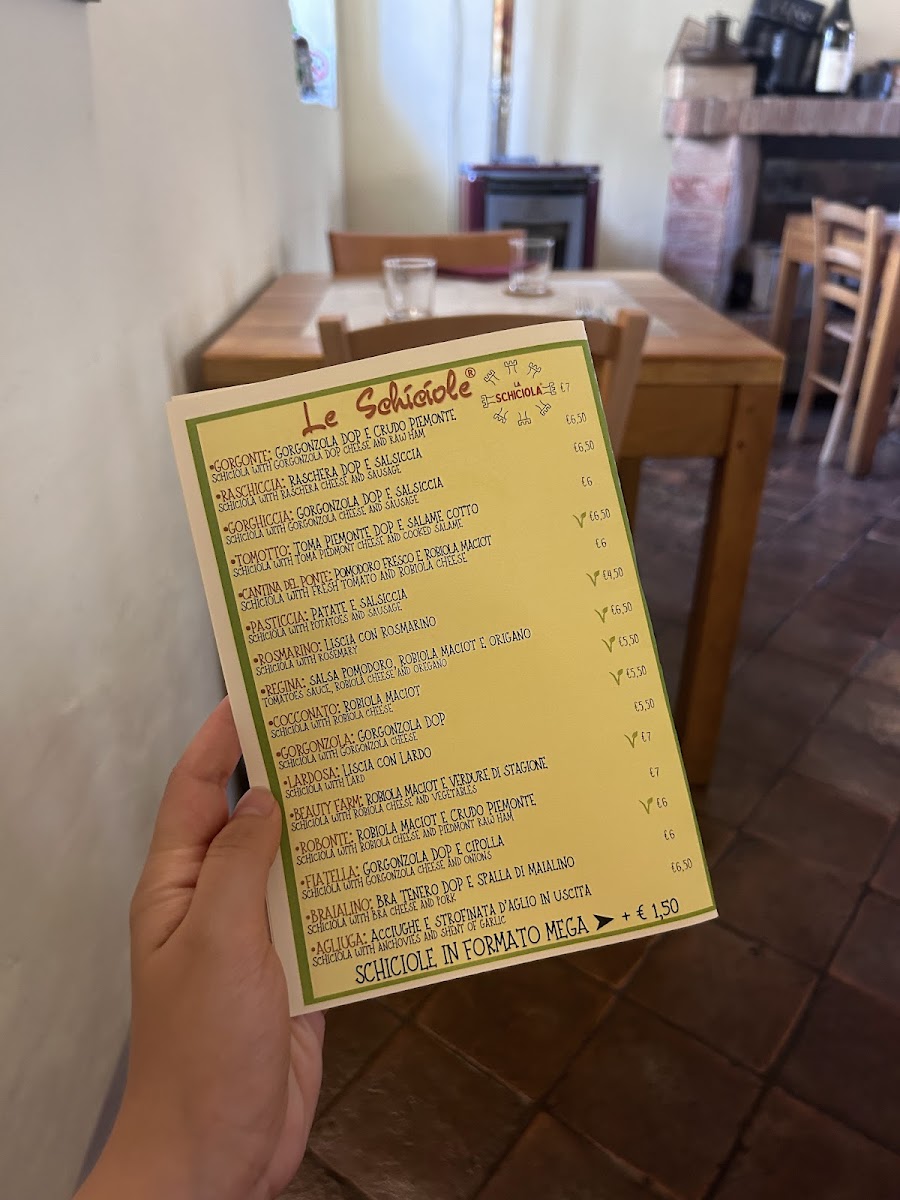 Le Schiciole®
LA SCHICIOLA
•GORGONTE: GORGONZOLA DOP E CRUDO PIEMONTE €7
SCHICIOLA WITH GORGONZOLA DOP CHEESE AND RAW HAM
•RASCHICCIA: RASCHERA DOP E SALSICCIA €6,50
SCHICIOLA WITH RASCHERA CHEESE AND SAUSAGE
•GORGHICCIA: GORGONZOLA DOP E SALSICCIA €6,50
SCHICIOLA WITH GORGONZOLA CHEESE AND SAUSAGE
•TOMOTTO: TOMA PIEMONTE DOP E SALAME COTTO €6
SCHICIOLA WITH TOMA PIEDMONT CHEESE AND COOKED SALAME
•CANTINA DEL PONTE: POMODORO FRESCO E ROBIOLA MACIOT €6,50
SCHICIOLA WITH FRESH TOMATO AND ROBIOLA CHEESE
•PASTICCIA: PATATE E SALSICCIA €6
SCHICIOLA WITH POTATOES AND SAUSAGE
•ROSMARINO: LISCIA CON ROSMARINO €4,50
SCHICIOLA WITH ROSEMARY
•REGINA: SALSA POMODORO, ROBIOLA MACIOT E ORIGANO €6,50
TOMATOES SAUCE, ROBIOLA CHEESE AND OREGANO
•COCCONATO: ROBIOLA MACIOT €5,50
SCHICIOLA WITH ROBIOLA CHEESE
•GORGONZOLA: GORGONZOLA DOP €5,50
SCHICIOLA WITH GORGONZOLA CHEESE
•LARDOSA: LISCIA CON LARDO €5,50
SCHICIOLA WITH LARD
•BEAUTY FARM: ROBIOLA MACIOT E VERDURE DI STAGIONE €7
SCHICIOLA WITH ROBIOLA CHEESE AND VEGETABLES
•ROBONTE: ROBIOLA MACIOT E CRUDO PIEMONTE €7
SCHICIOLA WITH ROBIOLA CHEESE AND PIEDMONT RAW HAM
•FIATELLA: GORGONZOLA DOP E CIPOLLA €6
SCHICIOLA WITH GORGONZOLA CHEESE AND ONIONS
•BRAIALINO: BRA TENERO DOP E SPALLA DI MAIALINO €6
SCHICIOLA WITH BRA CHEESE AND PORK
•AGLIUGA: ACCIUGHE E STROFINATA D'AGLIO IN USCITA €6,50
SCHICIOLA WITH ANCHOVIES AND SHENT OF GARLIC
SCHICIOLE IN FORMATO MEGA ➤ + € 1,50